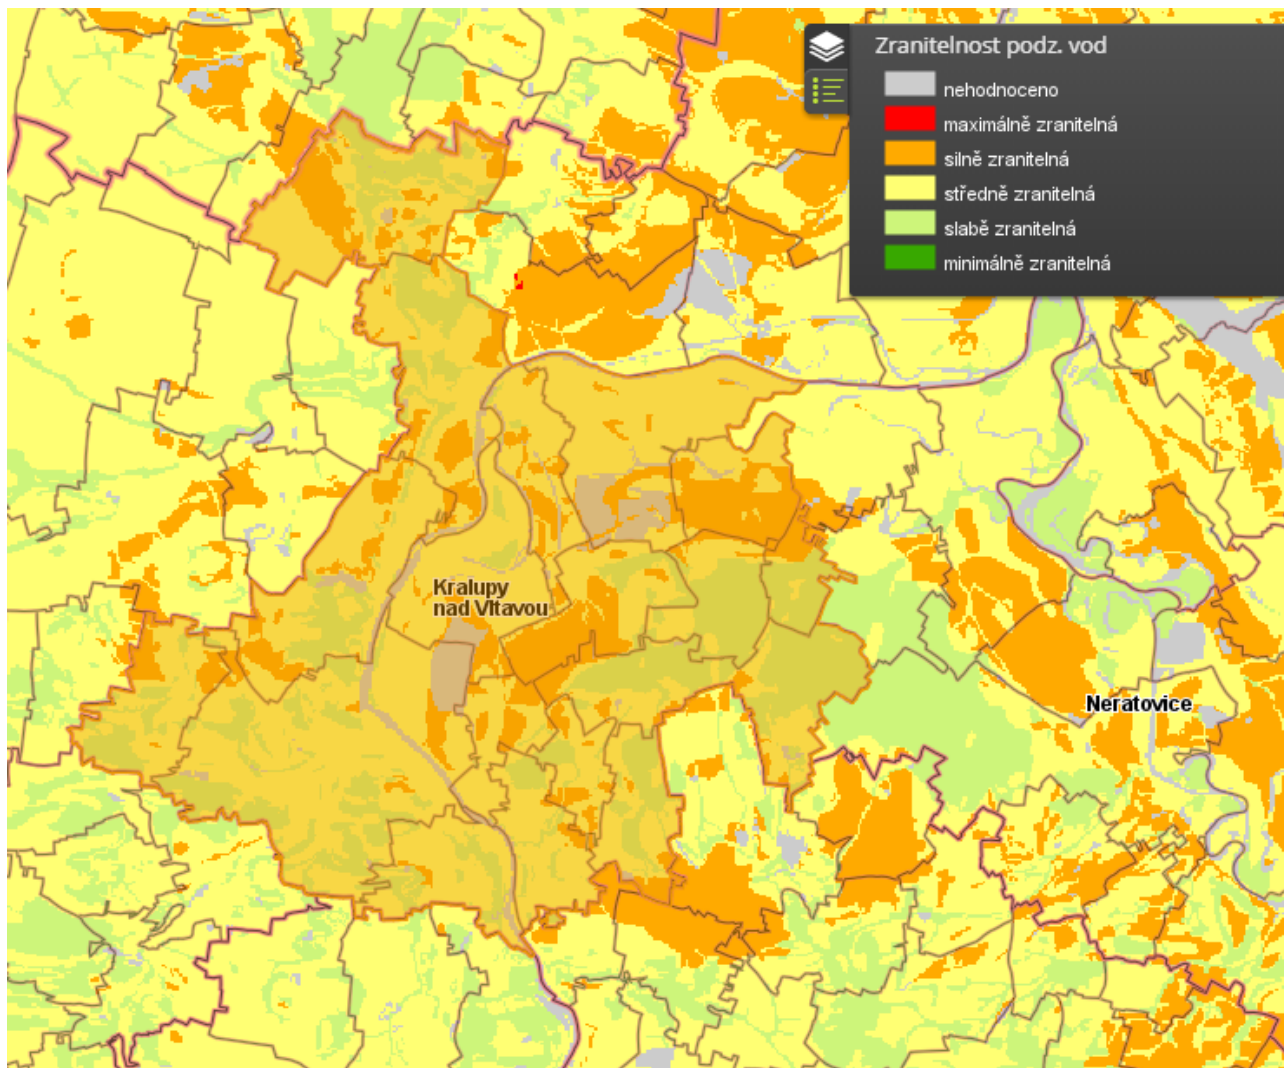 Zranitelnost podz. vod
nehodnoceno
maximálně zranitelná
silně zranitelná
středně zranitelná
slabě zranitelná
minimálně zranitelná
Kralupy
nad Vltavou
Neratovice